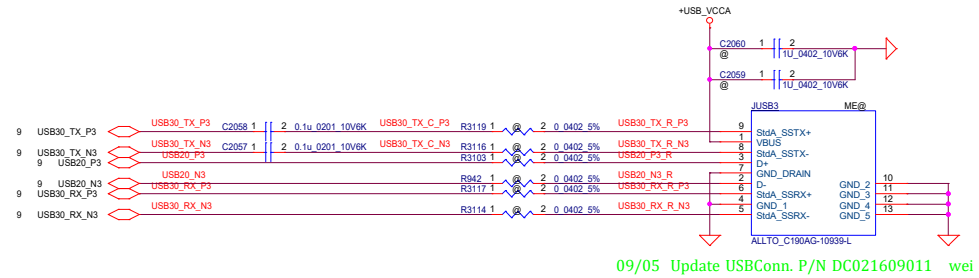 +USB_VCCA
C2060 1 2
@ 1U_0402_10V6K
C2059 1 2
@ 1U_0402_10V6K
JUSB3 ME@
9 USB30_TX_P3 USB30_TX_P3 C2058 1 2 0.1u_0201_10V6K USB30_TX_C_P3 R3119 1 @ 2 0_0402_5% USB30_TX_R_P3 9 StdA_SSTX+
1 VBUS
9 USB30_TX_N3 USB30_TX_N3 C2057 1 2 0.1u_0201_10V6K USB30_TX_C_N3 R3116 1 @ 2 0_0402_5% USB30_TX_R_N3 8 StdA_SSTX-
9 USB20_P3 USB20_P3 R3103 1 @ 2 0_0402_5% USB20_P3_R 3 D+
7 GND_DRAIN
9 USB20_N3 USB20_N3 R942 1 @ 2 0_0402_5% USB20_N3_R 2 D- GND_2 10
9 USB30_RX_P3 USB30_RX_P3 R3117 1 @ 2 0_0402_5% USB30_RX_R_P3 6 StdA_SSRX+ GND_3 11
4 GND_1 GND_4 12
9 USB30_RX_N3 USB30_RX_N3 R3114 1 @ 2 0_0402_5% USB30_RX_R_N3 5 StdA_SSRX- GND_5 13
ALLTO_C190AG-10939-L
09/05 Update USBConn. P/N DC021609011 wei